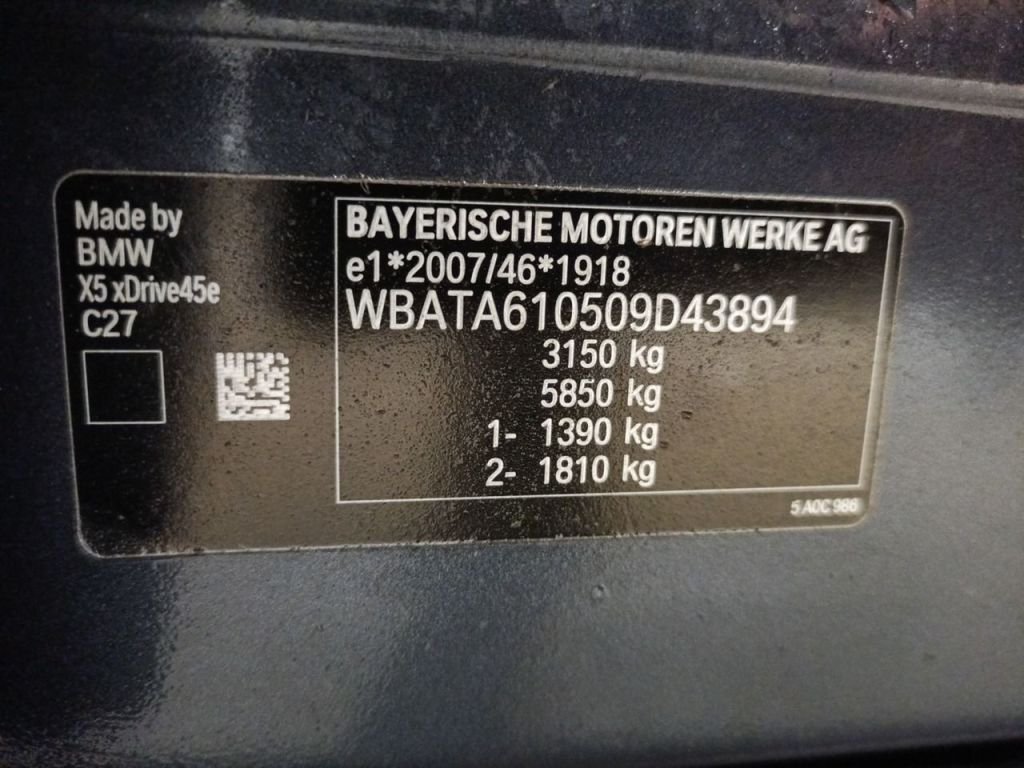 Made by
BMW
X5 xDrive45e
C27
BAYERISCHE MOTOREN WERKE AG
e1*2007/46*1918
WBATA610509D43894
3150 kg
5850 kg
1- 1390 kg
2- 1810 kg
5 A0C 986